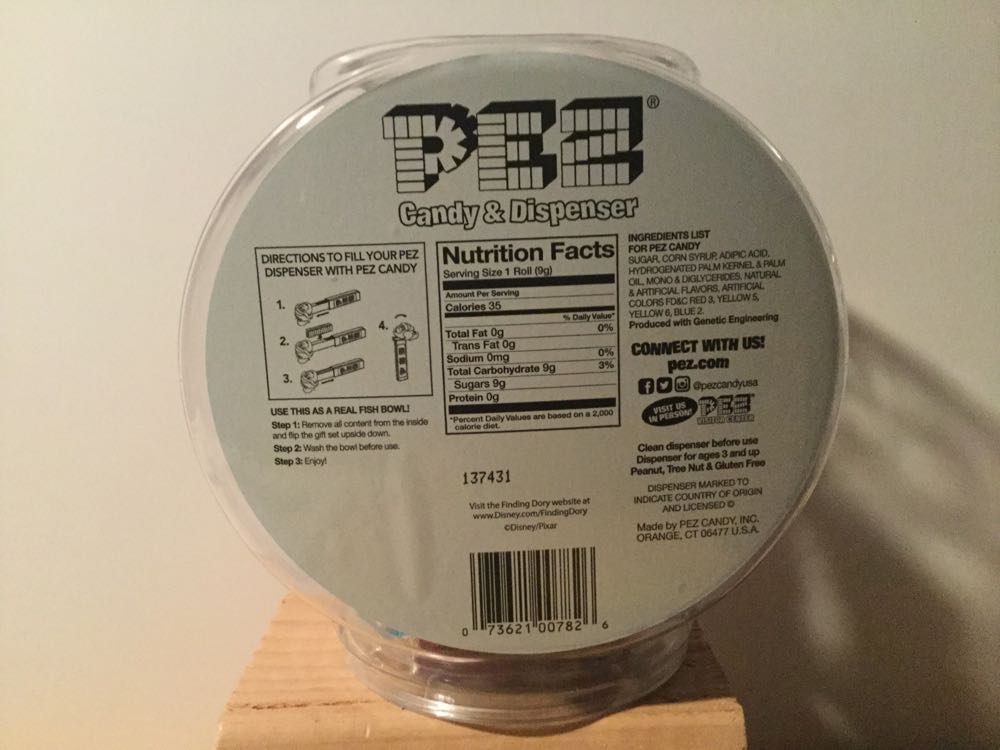 PEZ®
Candy & Dispenser
DIRECTIONS TO FILL YOUR PEZ
DISPENSER WITH PEZ CANDY
1.
2.
3.
4.
USE THIS AS A REAL FISH BOWL!
Step 1: Remove all content from the inside
and flip the gift set upside down.
Step 2: Wash the bowl before use.
Step 3: Enjoy!
Nutrition Facts
Serving Size 1 Roll (9g)
Amount Per Serving
Calories 35
% Daily Value*
Total Fat 0g 0%
Trans Fat 0g
Sodium 0mg 0%
Total Carbohydrate 9g 3%
Sugars 9g
Protein 0g
*Percent Daily Values are based on a 2,000
calorie diet.
137431
Visit the Finding Dory website at
www.Disney.com/FindingDory
©Disney/Pixar
0 73621 00782 6
INGREDIENTS LIST
FOR PEZ CANDY
SUGAR, CORN SYRUP, ADIPIC ACID,
HYDROGENATED PALM KERNEL & PALM
OIL, MONO & DIGLYCERIDES, NATURAL
& ARTIFICIAL FLAVORS, ARTIFICIAL
COLORS FD&C RED 3, YELLOW 5,
YELLOW 6, BLUE 2.
Produced with Genetic Engineering
CONNECT WITH US!
pez.com
@pezcandyusa
VISIT US
IN PERSON!
PEZ
VISITOR CENTER
Clean dispenser before use
Dispenser for ages 3 and up
Peanut, Tree Nut & Gluten Free
DISPENSER MARKED TO
INDICATE COUNTRY OF ORIGIN
AND LICENSED ©
Made by PEZ CANDY, INC.
ORANGE, CT 06477 U.S.A.